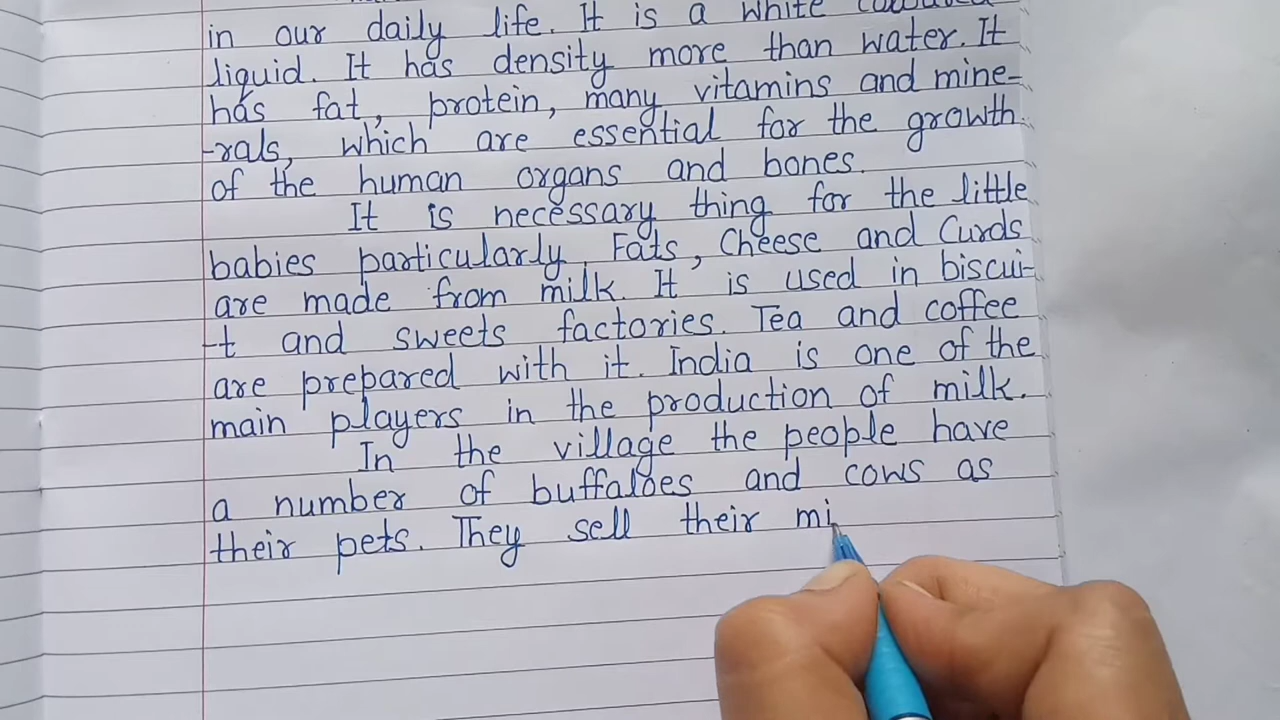 in our daily life. It is a white coloured
liquid. It has density more than water. It
has fat, protein, many vitamins and mine-
-rals, which are essential for the growth
of the human organs and bones.
It is necessary thing for the little
babies particularly. Fats, Cheese and Curds
are made from milk. It is used in biscui-
-t and sweets factories. Tea and coffee
are prepared with it. India is one of the
main players in the production of milk.
In the village the people have
a number of buffaloes and cows as
their pets. They sell their mi